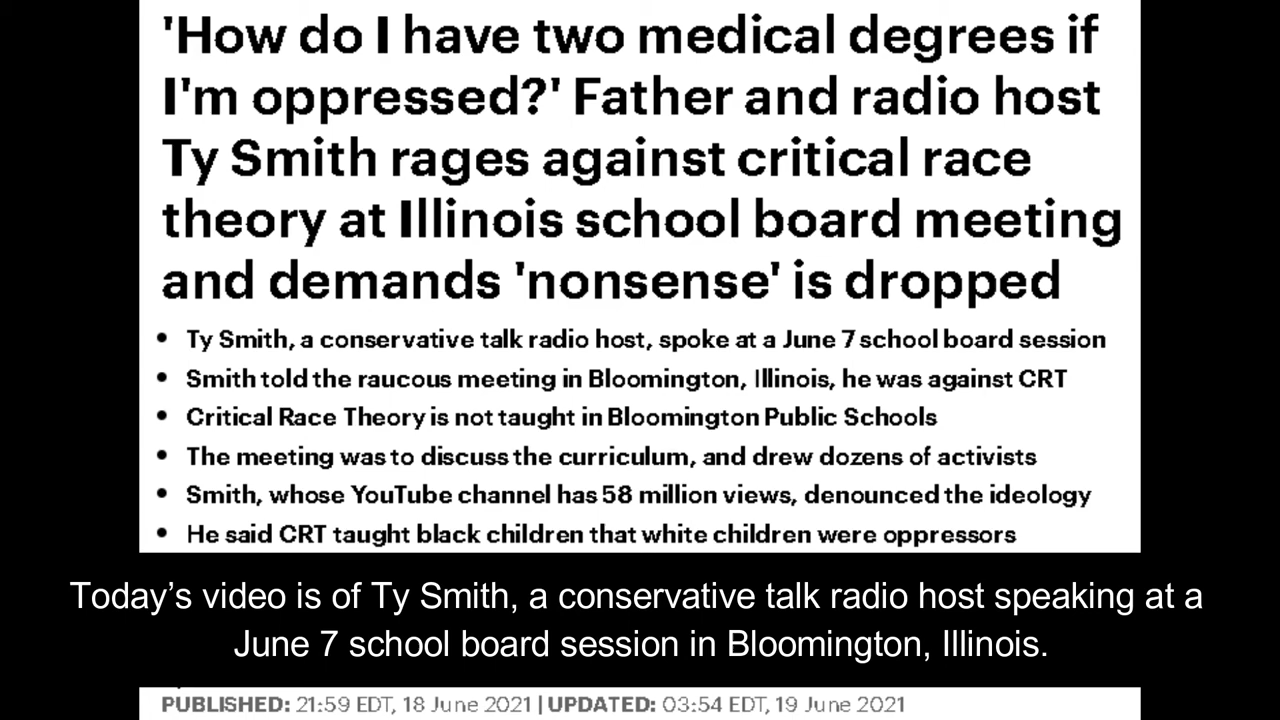 'How do I have two medical degrees if
I'm oppressed?' Father and radio host
Ty Smith rages against critical race
theory at Illinois school board meeting
and demands 'nonsense' is dropped
• Ty Smith, a conservative talk radio host, spoke at a June 7 school board session
• Smith told the raucous meeting in Bloomington, Illinois, he was against CRT
• Critical Race Theory is not taught in Bloomington Public Schools
• The meeting was to discuss the curriculum, and drew dozens of activists
• Smith, whose YouTube channel has 58 million views, denounced the ideology
• He said CRT taught black children that white children were oppressors
Today’s video is of Ty Smith, a conservative talk radio host speaking at a
June 7 school board session in Bloomington, Illinois.
PUBLISHED: 21:59 EDT, 18 June 2021 | UPDATED: 03:54 EDT, 19 June 2021